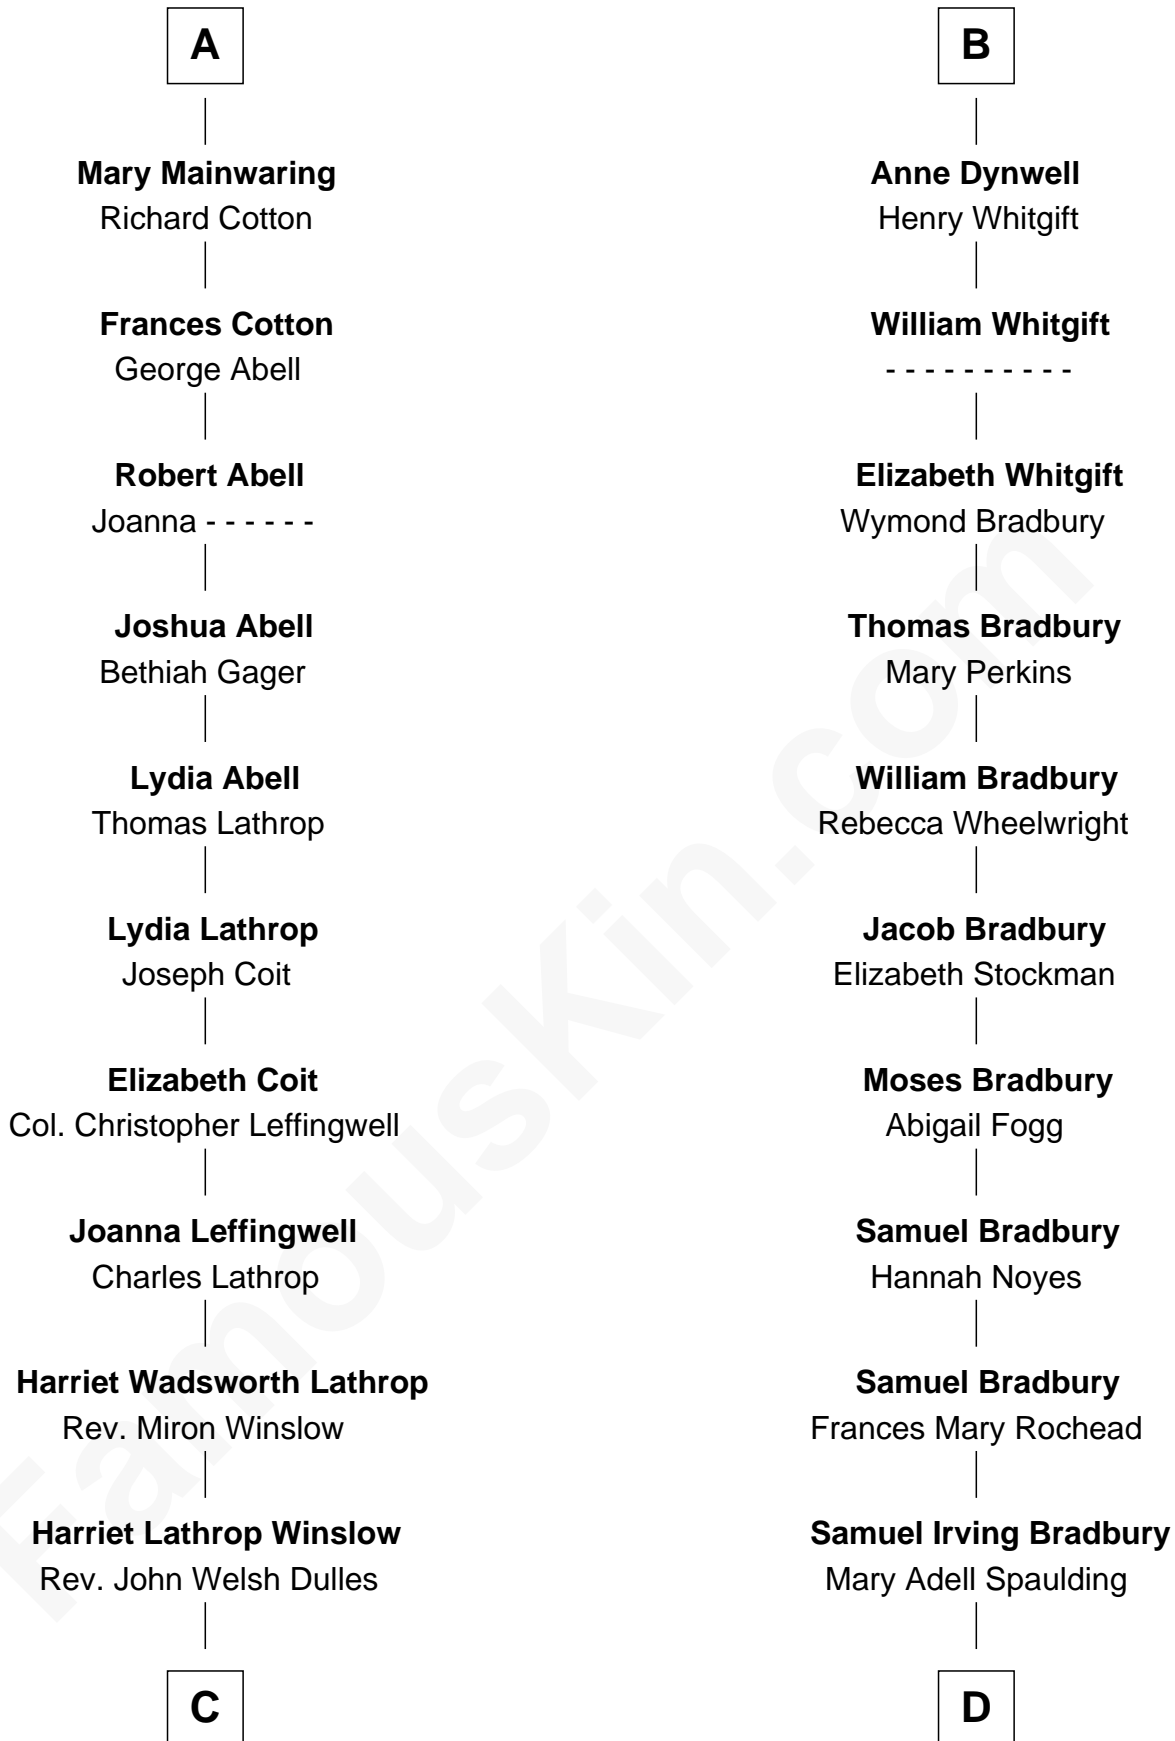 A
Mary Mainwaring
Richard Cotton
Frances Cotton
George Abell
Robert Abell
Joanna - - - - - -
Joshua Abell
Bethiah Gager
Lydia Abell
Thomas Lathrop
Lydia Lathrop
Joseph Coit
Elizabeth Coit
Col. Christopher Leffingwell
Joanna Leffingwell
Charles Lathrop
Harriet Wadsworth Lathrop
Rev. Miron Winslow
Harriet Lathrop Winslow
Rev. John Welsh Dulles
C
B
Anne Dynwell
Henry Whitgift
William Whitgift
- - - - - - - - - -
Elizabeth Whitgift
Wymond Bradbury
Thomas Bradbury
Mary Perkins
William Bradbury
Rebecca Wheelwright
Jacob Bradbury
Elizabeth Stockman
Moses Bradbury
Abigail Fogg
Samuel Bradbury
Hannah Noyes
Samuel Bradbury
Frances Mary Rochead
Samuel Irving Bradbury
Mary Adell Spaulding
D
FamousKin.com